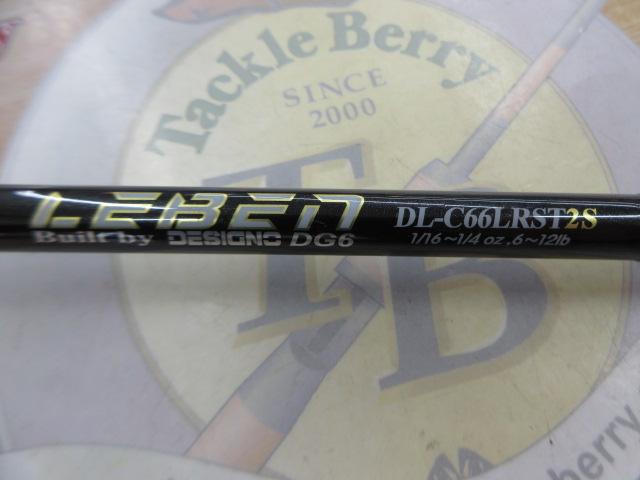 Tackle Berry
SINCE
2000
TB
LEBEN
Built by DESIGNO DG6
DL-C66LRST2S
1/16~1/4 oz. 6~12lb
berry